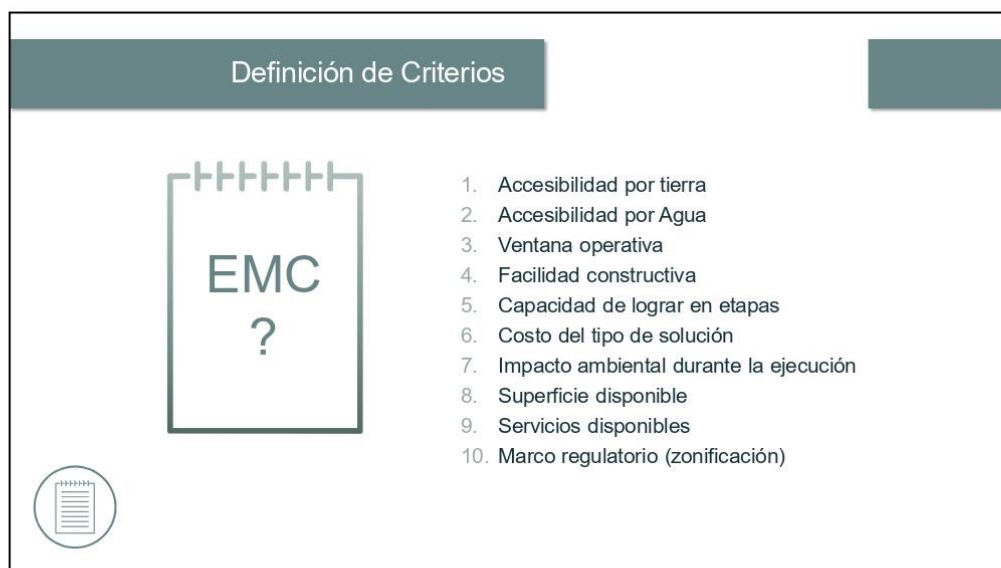 Definición de Criterios
EMC
?
1. Accesibilidad por tierra
2. Accesibilidad por Agua
3. Ventana operativa
4. Facilidad constructiva
5. Capacidad de lograr en etapas
6. Costo del tipo de solución
7. Impacto ambiental durante la ejecución
8. Superficie disponible
9. Servicios disponibles
10. Marco regulatorio (zonificación)